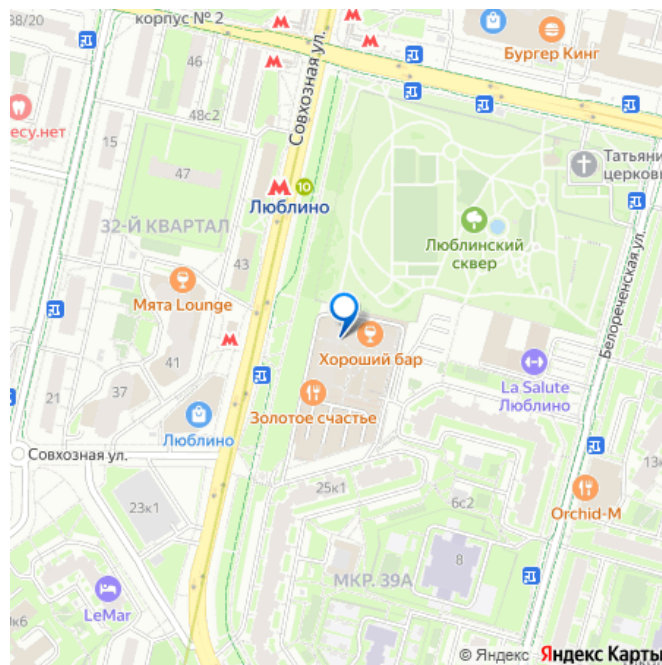 38/20
корпус № 2
46
48с2
Бургер Кинг
Совхозная ул.
есу.нет
15
47
10
Люблино
32-Й КВАРТАЛ
43
Люблинский
сквер
Татьяни
церковь
Белореченская ул.
Мята Lounge
41
Хороший бар
La Salute
Люблино
21
37
Золотое счастье
Люблино
Совхозная ул.
23к1
25к1
6с2
13к
Orchid-M
МКР. 39А
8
LeMar
к6
© Яндекс Яндекс Карты